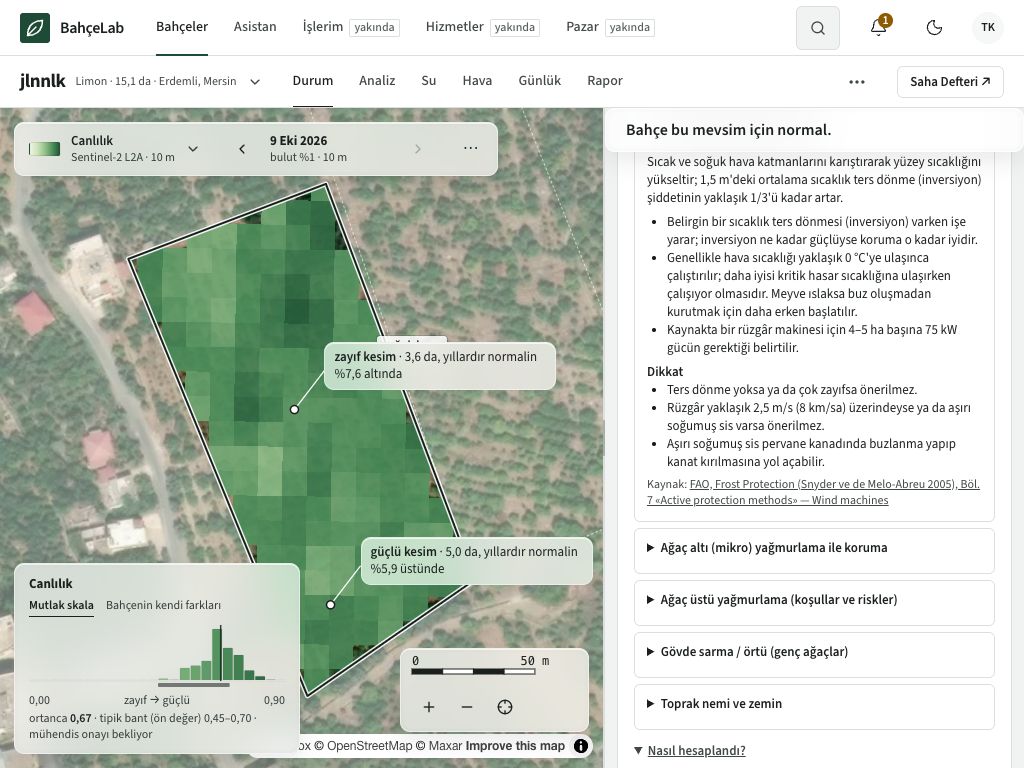 BahçeLab
Bahçeler
Asistan
İşlerim yakında
Hizmetler yakında
Pazar yakında
1
TK
jlnnlk
Limon · 15,1 da · Erdemli, Mersin
Durum
Analiz
Su
Hava
Günlük
Rapor
Saha Defteri ↗
Canlılık
Sentinel-2 L2A · 10 m
9 Eki 2026
bulut %1 · 10 m
zayıf kesim · 3,6 da, yıllardır normalin
%7,6 altında
güçlü kesim · 5,0 da, yıllardır normalin
%5,9 üstünde
Canlılık
Mutlak skala
Bahçenin kendi farkları
0,00
zayıf → güçlü
0,90
ortanca 0,67 · tipik bant (ön değer) 0,45–0,70 ·
mühendis onayı bekliyor
0
50 m
© OpenStreetMap © Maxar Improve this map
Bahçe bu mevsim için normal.
Sıcak ve soğuk hava katmanlarını karıştırarak yüzey sıcaklığını
yükseltir; 1,5 m'deki ortalama sıcaklık ters dönme (inversiyon)
şiddetinin yaklaşık 1/3'ü kadar artar.
• Belirgin bir sıcaklık ters dönmesi (inversiyon) varken işe
yarar; inversiyon ne kadar güçlüyse koruma o kadar iyidir.
• Genellikle hava sıcaklığı yaklaşık 0 °C'ye ulaşınca
çalıştırılır; daha iyisi kritik hasar sıcaklığına ulaşırken
çalışıyor olmasıdır. Meyve ıslaksa buz oluşmadan
kurutmak için daha erken başlatılır.
• Kaynakta bir rüzgâr makinesi için 4–5 ha başına 75 kW
gücün gerektiği belirtilir.
Dikkat
• Ters dönme yoksa ya da çok zayıfsa önerilmez.
• Rüzgâr yaklaşık 2,5 m/s (8 km/sa) üzerindeyse ya da aşırı
soğumuş sis varsa önerilmez.
• Aşırı soğumuş sis pervane kanadında buzlanma yapıp
kanat kırılmasına yol açabilir.
Kaynak: FAO, Frost Protection (Snyder ve de Melo-Abreu 2005), Böl.
7 «Active protection methods» — Wind machines
Ağaç altı (mikro) yağmurlama ile koruma
Ağaç üstü yağmurlama (koşullar ve riskler)
Gövde sarma / örtü (genç ağaçlar)
Toprak nemi ve zemin
Nasıl hesaplandı?